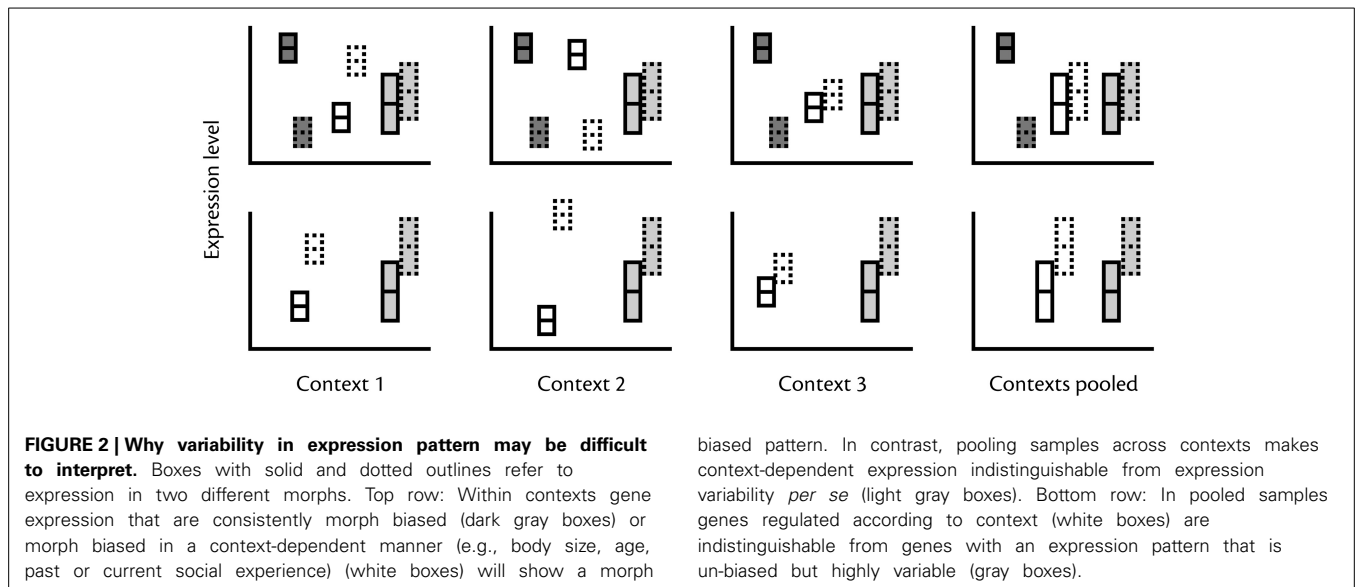 Expression level
Context 1
Context 2
Context 3
Contexts pooled
FIGURE 2 | Why variability in expression pattern may be difficult
to interpret. Boxes with solid and dotted outlines refer to
expression in two different morphs. Top row: Within contexts gene
expression that are consistently morph biased (dark gray boxes) or
morph biased in a context-dependent manner (e.g., body size, age,
past or current social experience) (white boxes) will show a morph
biased pattern. In contrast, pooling samples across contexts makes
context-dependent expression indistinguishable from expression
variability per se (light gray boxes). Bottom row: In pooled samples
genes regulated according to context (white boxes) are
indistinguishable from genes with an expression pattern that is
un-biased but highly variable (gray boxes).